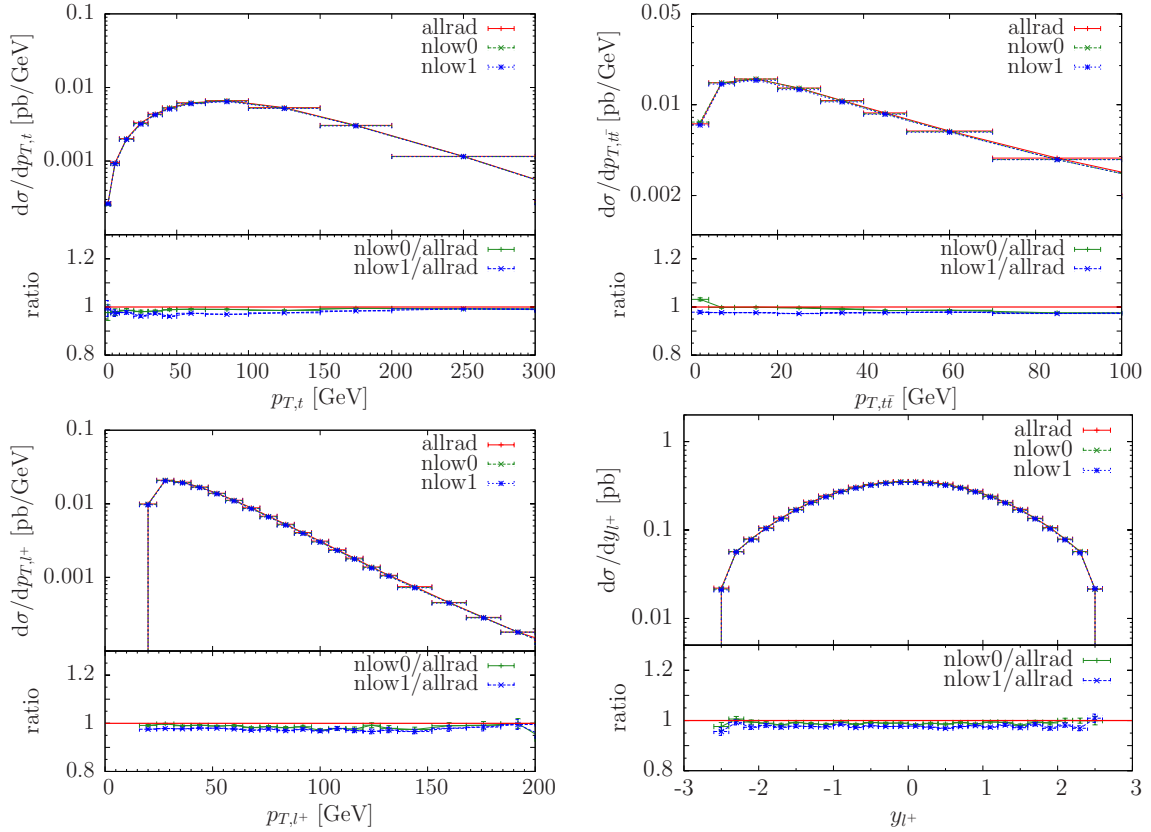 dσ/dp_{T,t} [pb/GeV]
0.1
0.01
0.001
allrad
nlow0
nlow1
ratio
1.2
1
0.8
nlow0/allrad
nlow1/allrad
0 50 100 150 200 250 300
p_{T,t} [GeV]
dσ/dp_{T,tt̄} [pb/GeV]
0.05
0.01
0.002
allrad
nlow0
nlow1
ratio
1.2
1
0.8
nlow0/allrad
nlow1/allrad
0 20 40 60 80 100
p_{T,tt̄} [GeV]
dσ/dp_{T,l⁺} [pb/GeV]
0.1
0.01
0.001
allrad
nlow0
nlow1
ratio
1.2
1
0.8
nlow0/allrad
nlow1/allrad
0 50 100 150 200
p_{T,l⁺} [GeV]
dσ/dy_{l⁺} [pb]
1
0.1
0.01
allrad
nlow0
nlow1
ratio
1.2
1
0.8
nlow0/allrad
nlow1/allrad
-3 -2 -1 0 1 2 3
y_{l⁺}